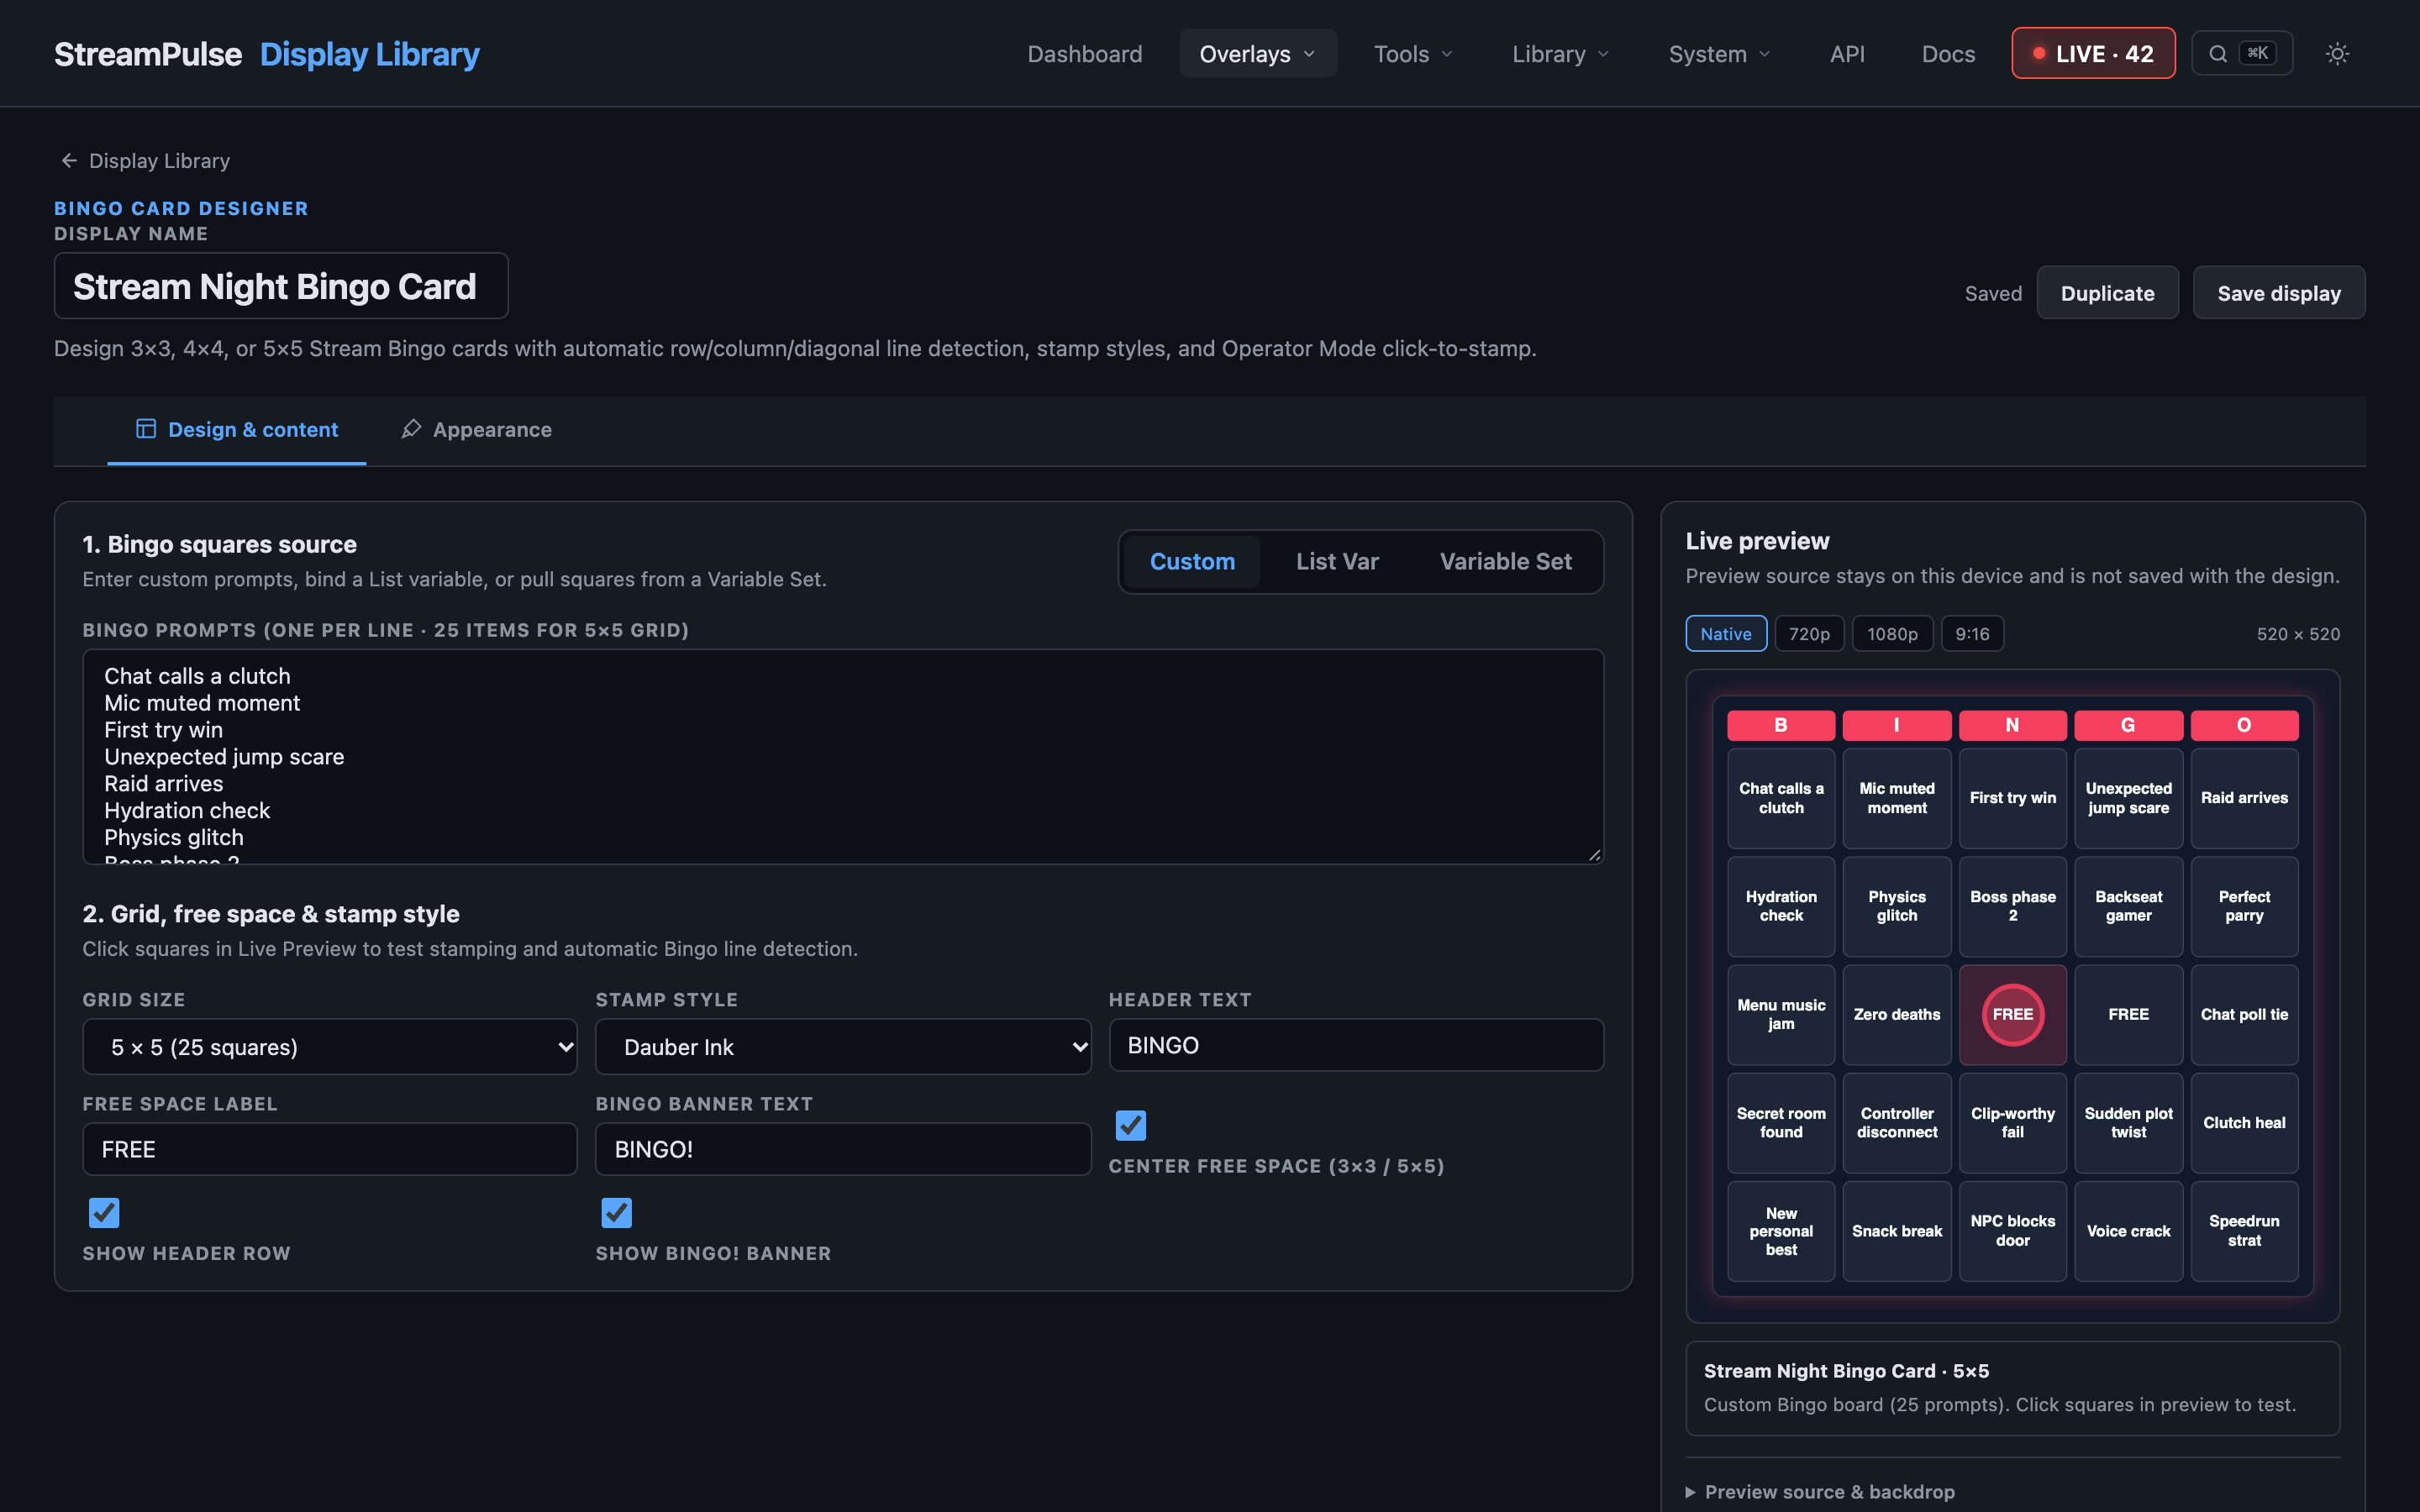 StreamPulse Display Library
Dashboard
Overlays
Tools
Library
System
API
Docs
LIVE · 42
⌘K
Display Library
BINGO CARD DESIGNER
DISPLAY NAME
Stream Night Bingo Card
Saved
Duplicate
Save display
Design 3×3, 4×4, or 5×5 Stream Bingo cards with automatic row/column/diagonal line detection, stamp styles, and Operator Mode click-to-stamp.
Design & content
Appearance
1. Bingo squares source
Enter custom prompts, bind a List variable, or pull squares from a Variable Set.
Custom
List Var
Variable Set
BINGO PROMPTS (ONE PER LINE · 25 ITEMS FOR 5×5 GRID)
Chat calls a clutch
Mic muted moment
First try win
Unexpected jump scare
Raid arrives
Hydration check
Physics glitch
Boss phase 2
2. Grid, free space & stamp style
Click squares in Live Preview to test stamping and automatic Bingo line detection.
GRID SIZE
5 × 5 (25 squares)
STAMP STYLE
Dauber Ink
HEADER TEXT
BINGO
FREE SPACE LABEL
FREE
BINGO BANNER TEXT
BINGO!
CENTER FREE SPACE (3×3 / 5×5)
SHOW HEADER ROW
SHOW BINGO! BANNER
Live preview
Preview source stays on this device and is not saved with the design.
Native
720p
1080p
9:16
520 × 520
B
I
N
G
O
Chat calls a
clutch
Mic muted
moment
First try win
Unexpected
jump scare
Raid arrives
Hydration
check
Physics
glitch
Boss phase
2
Backseat
gamer
Perfect
parry
Menu music
jam
Zero deaths
FREE
FREE
Chat poll tie
Secret room
found
Controller
disconnect
Clip-worthy
fail
Sudden plot
twist
Clutch heal
New
personal
best
Snack break
NPC blocks
door
Voice crack
Speedrun
strat
Stream Night Bingo Card · 5×5
Custom Bingo board (25 prompts). Click squares in preview to test.
Preview source & backdrop